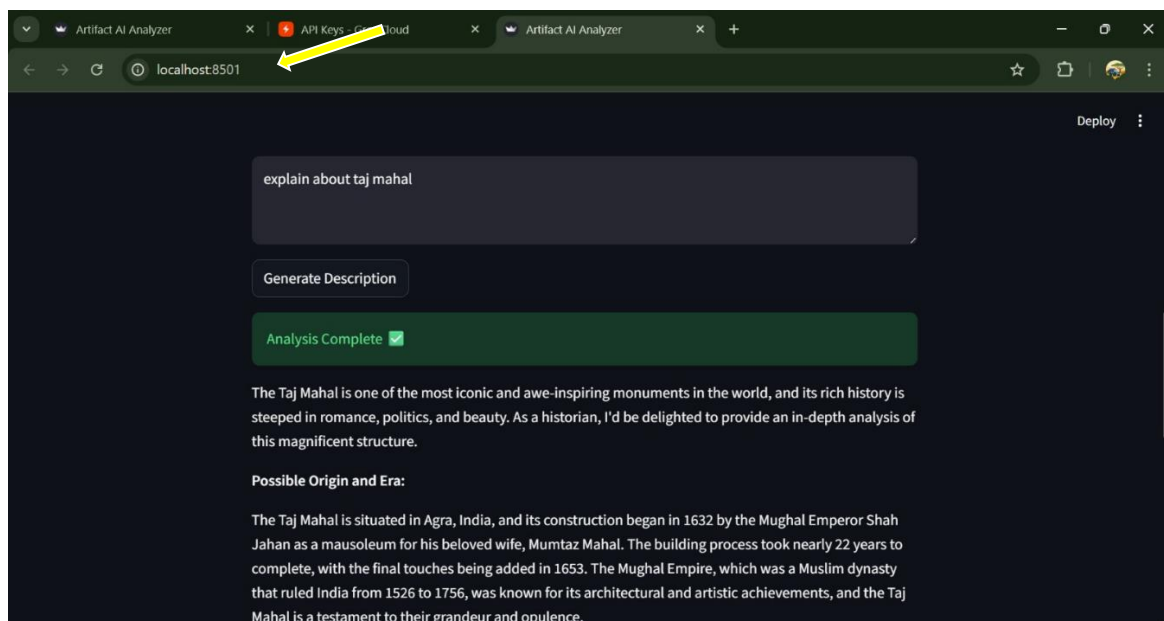 Artifact AI Analyzer
API Keys - Cloud
Artifact AI Analyzer
localhost:8501
Deploy
explain about taj mahal
Generate Description
Analysis Complete ✅
The Taj Mahal is one of the most iconic and awe-inspiring monuments in the world, and its rich history is
steeped in romance, politics, and beauty. As a historian, I'd be delighted to provide an in-depth analysis of
this magnificent structure.
Possible Origin and Era:
The Taj Mahal is situated in Agra, India, and its construction began in 1632 by the Mughal Emperor Shah
Jahan as a mausoleum for his beloved wife, Mumtaz Mahal. The building process took nearly 22 years to
complete, with the final touches being added in 1653. The Mughal Empire, which was a Muslim dynasty
that ruled India from 1526 to 1756, was known for its architectural and artistic achievements, and the Taj
Mahal is a testament to their grandeur and opulence.